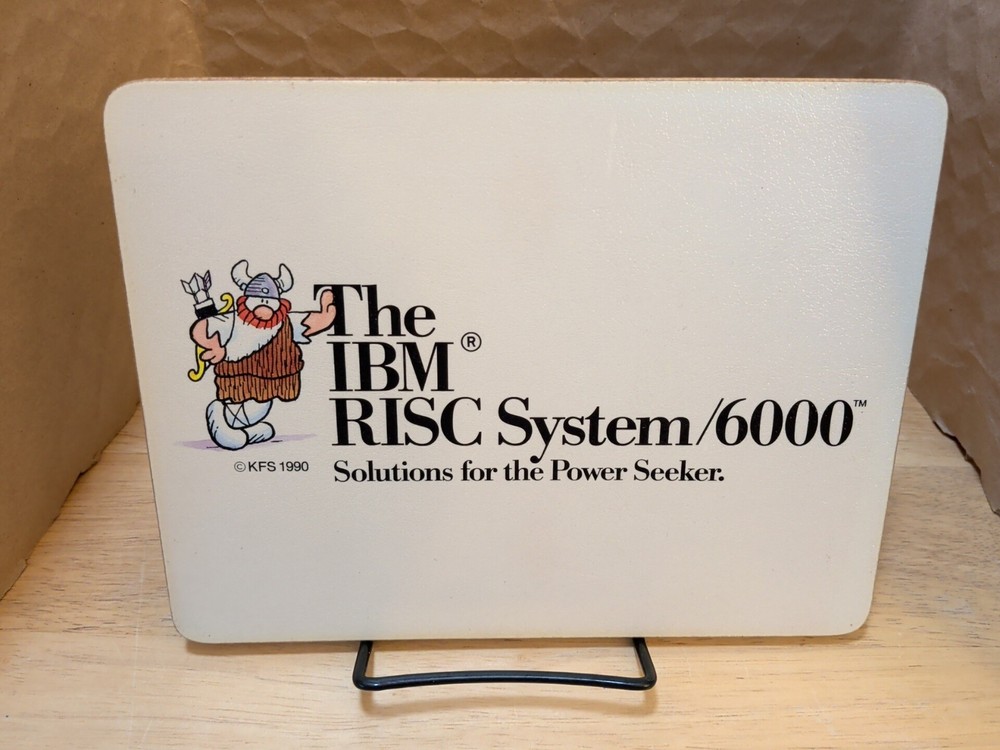 The
IBM®
RISC System/6000™
© KFS 1990
Solutions for the Power Seeker.